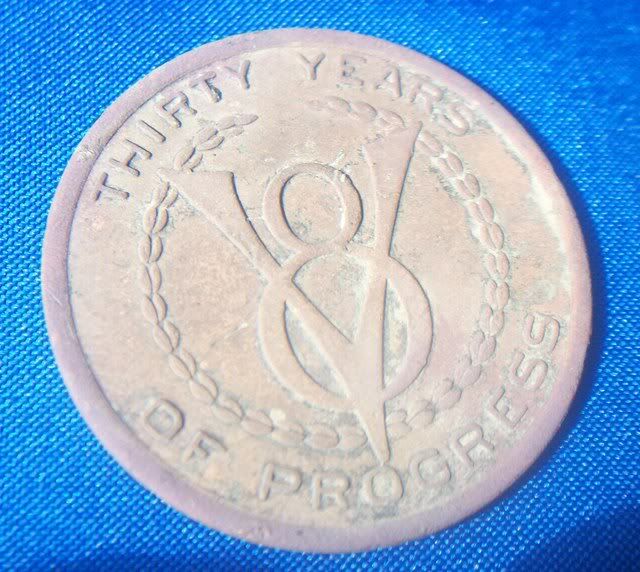 THIRTY YEARS
V8
OF PROGRESS